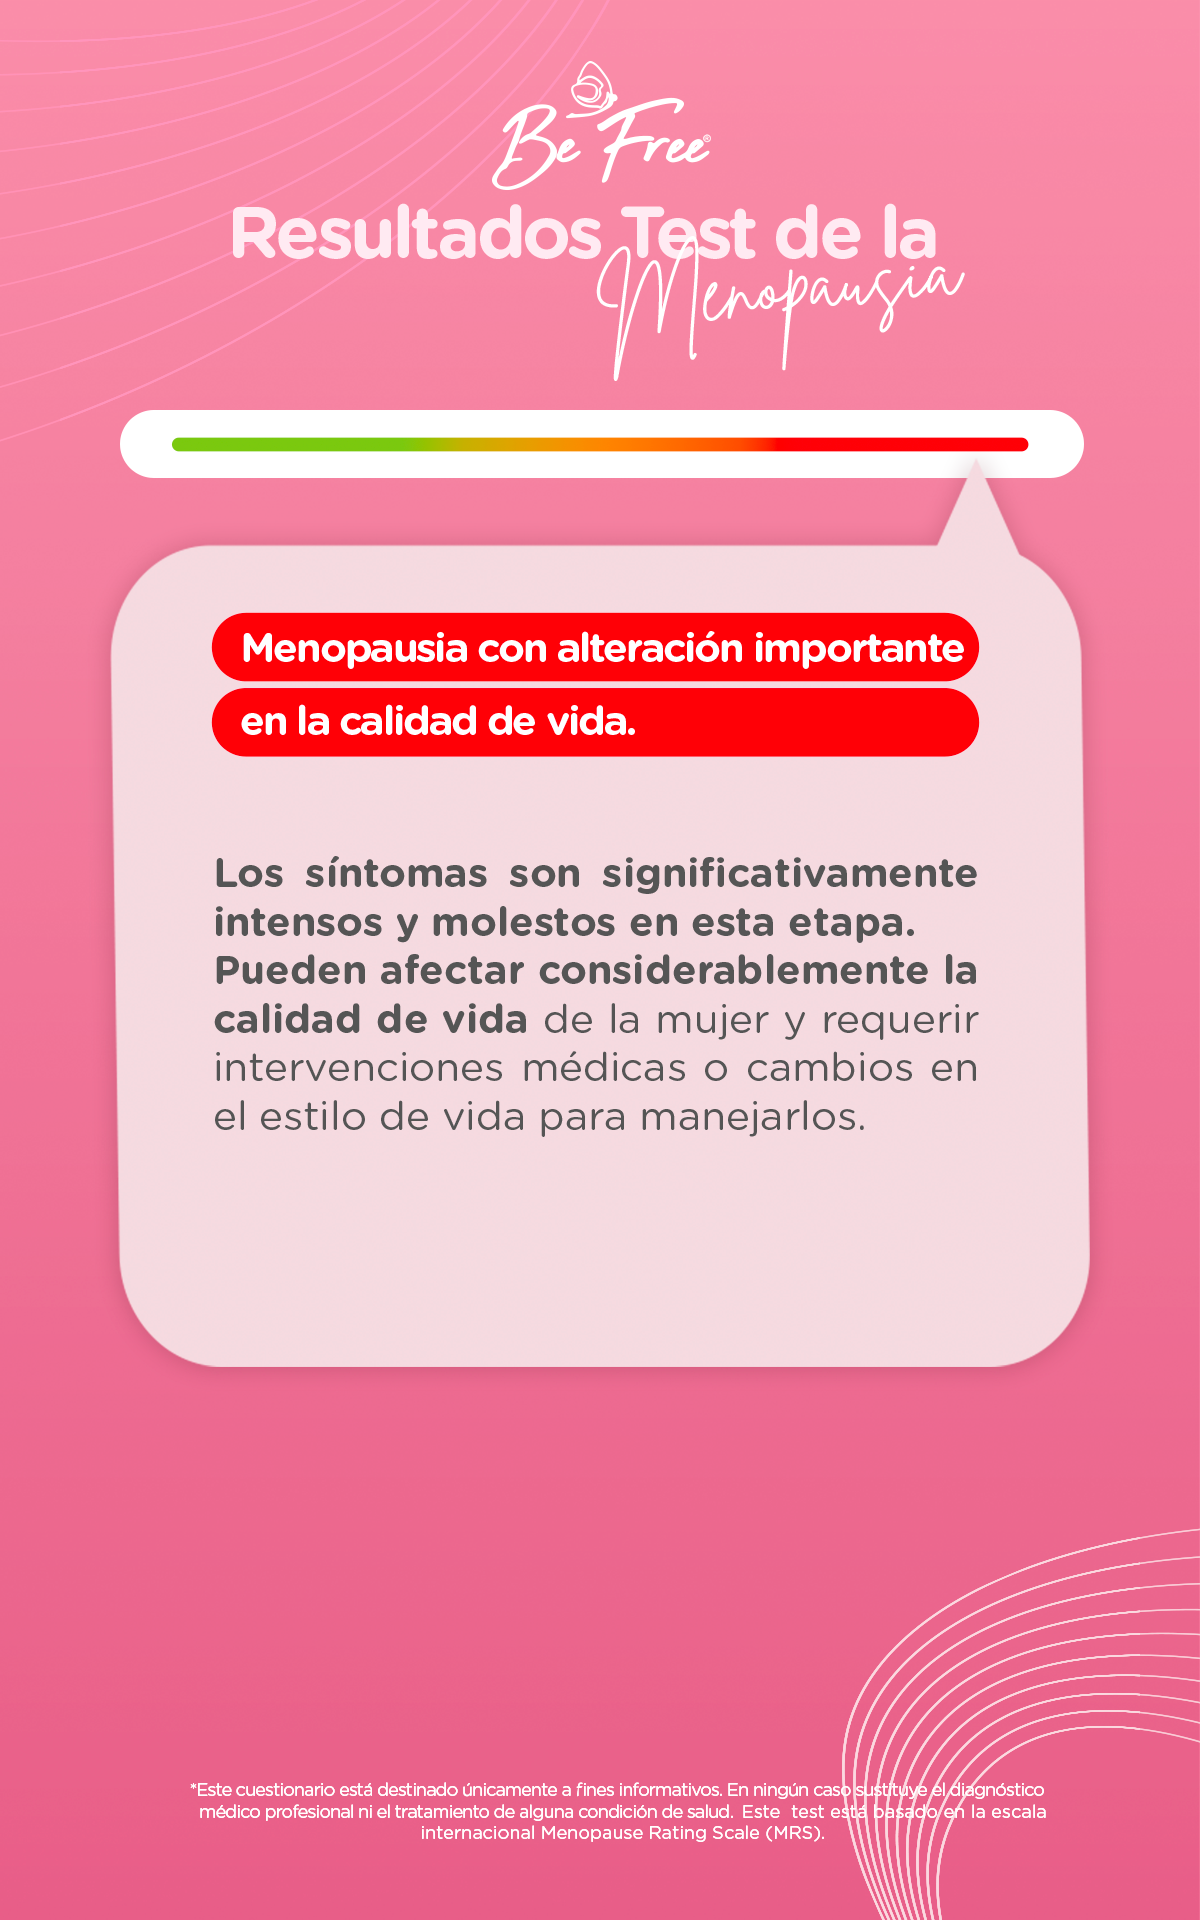 Be Free®
Resultados Test de la
Menopausia
Menopausia con alteración importante
en la calidad de vida.
Los síntomas son significativamente
intensos y molestos en esta etapa.
Pueden afectar considerablemente la
calidad de vida de la mujer y requerir
intervenciones médicas o cambios en
el estilo de vida para manejarlos.
*Este cuestionario está destinado únicamente a fines informativos. En ningún caso sustituye el diagnóstico
médico profesional ni el tratamiento de alguna condición de salud. Este test está basado en la escala
internacional Menopause Rating Scale (MRS).